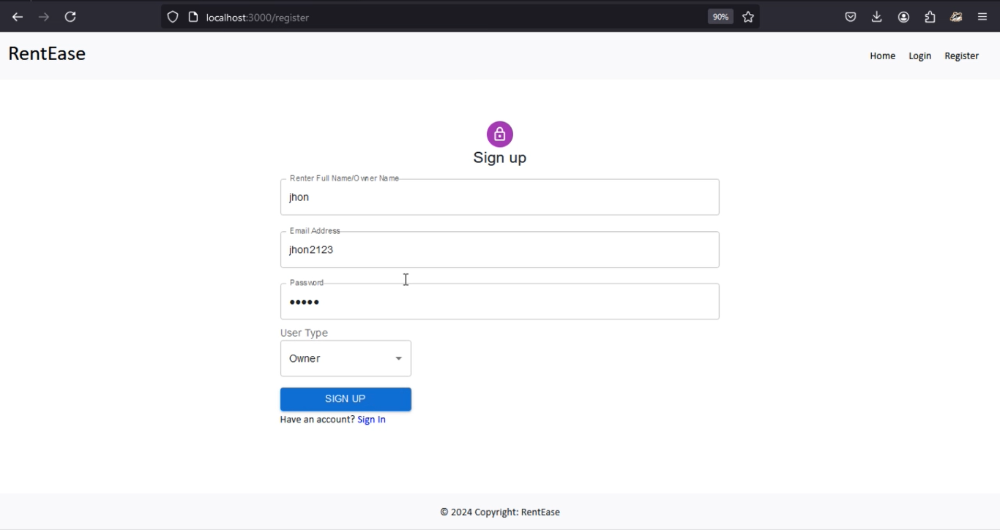 localhost:3000/register
90%
RentEase
Home Login Register
Sign up
Renter Full Name/Owner Name
jhon
Email Address
jhon2123
Password
•••••
User Type
Owner
SIGN UP
Have an account? Sign In
© 2024 Copyright: RentEase